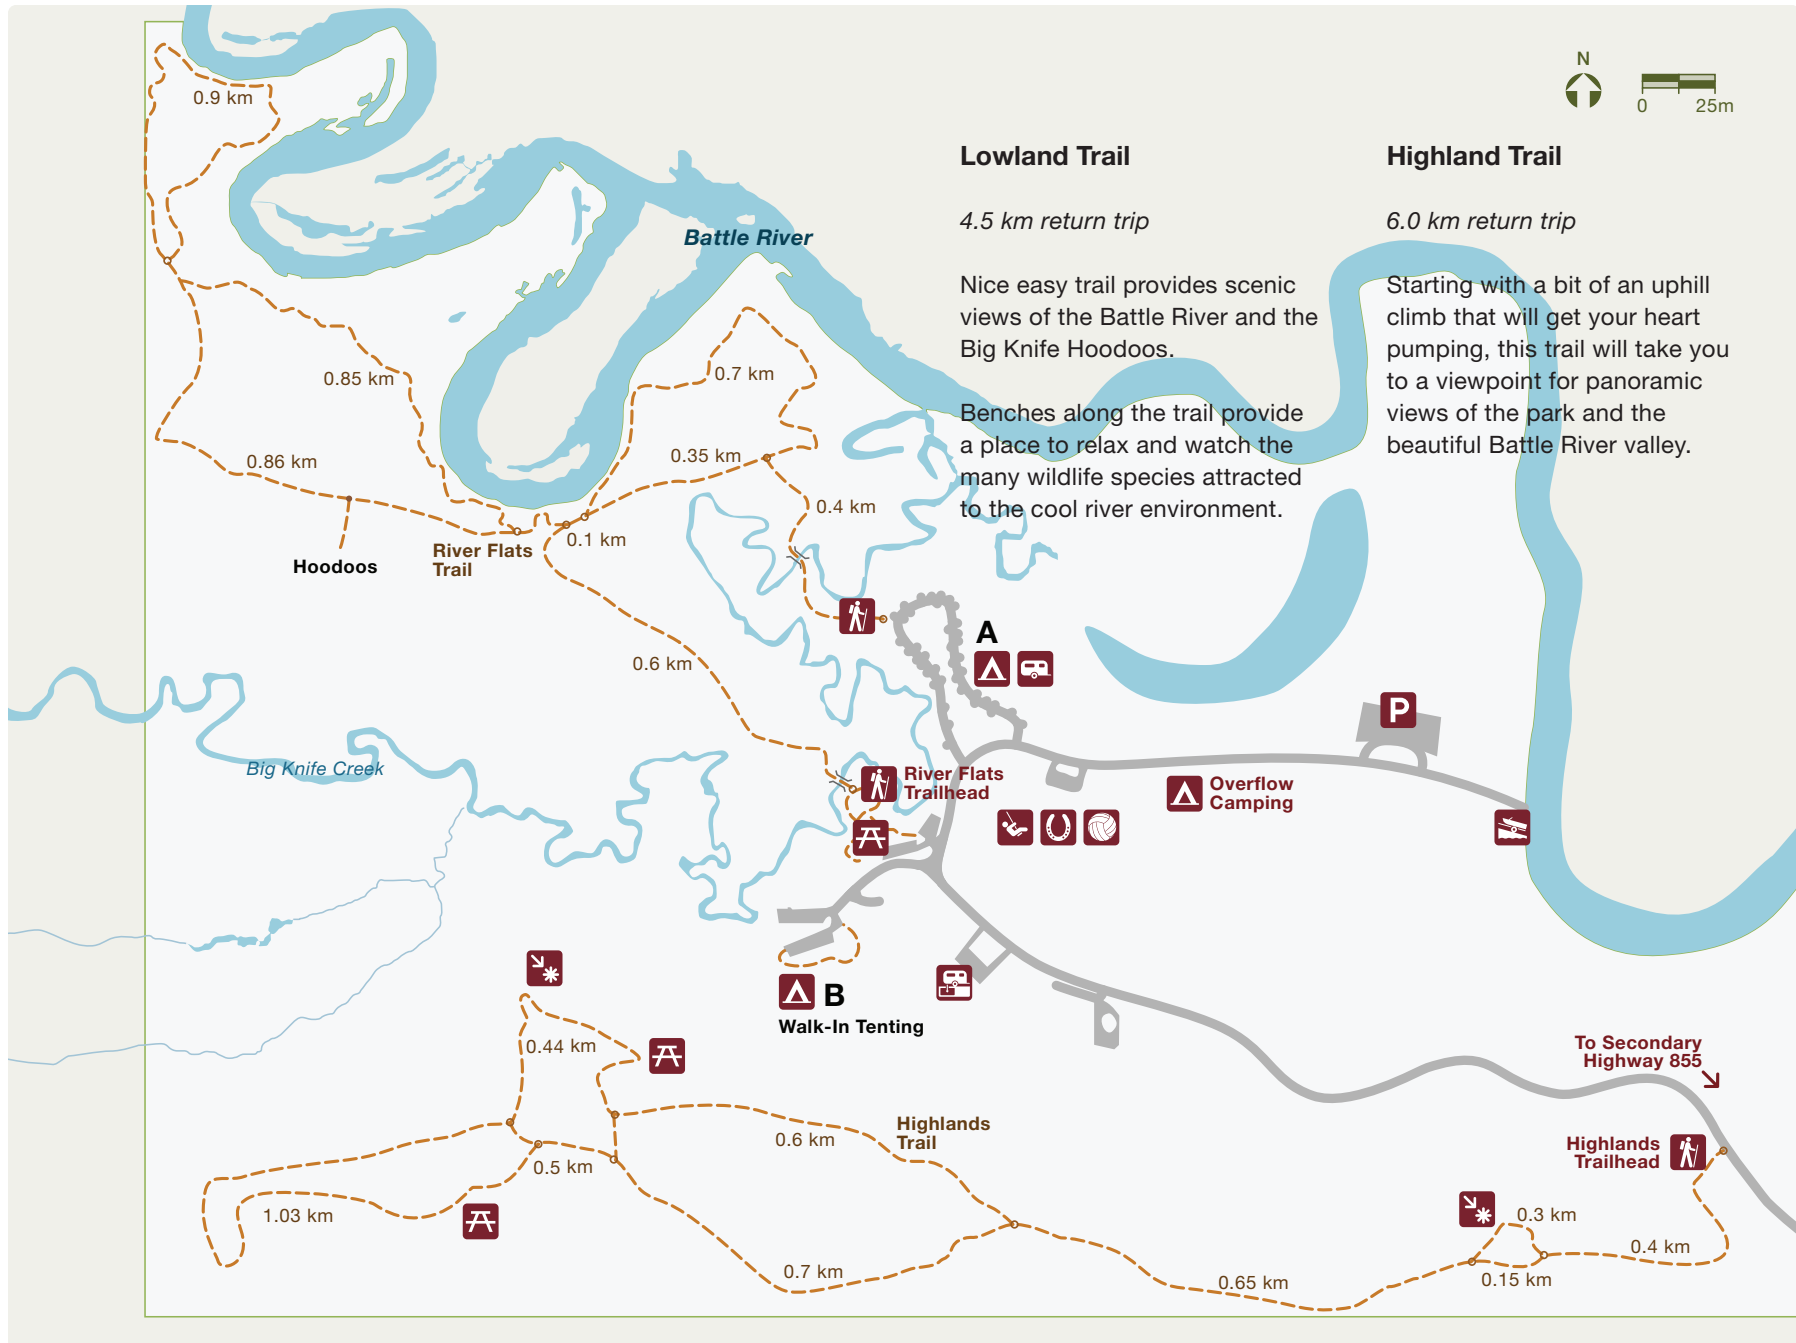 N
0 25m
Lowland Trail
4.5 km return trip
Nice easy trail provides scenic
views of the Battle River and the
Big Knife Hoodoos.
Benches along the trail provide
a place to relax and watch the
many wildlife species attracted
to the cool river environment.
Highland Trail
6.0 km return trip
Starting with a bit of an uphill
climb that will get your heart
pumping, this trail will take you
to a viewpoint for panoramic
views of the park and the
beautiful Battle River valley.
0.9 km
Battle River
0.85 km
0.7 km
0.86 km
0.35 km
0.4 km
0.1 km
River Flats
Trail
Hoodoos
A
0.6 km
P
Big Knife Creek
River Flats
Trailhead
Overflow
Camping
B
Walk-In Tenting
0.44 km
To Secondary
Highway 855
Highlands
Trail
0.6 km
Highlands
Trailhead
0.5 km
1.03 km
0.3 km
0.4 km
0.7 km
0.65 km
0.15 km